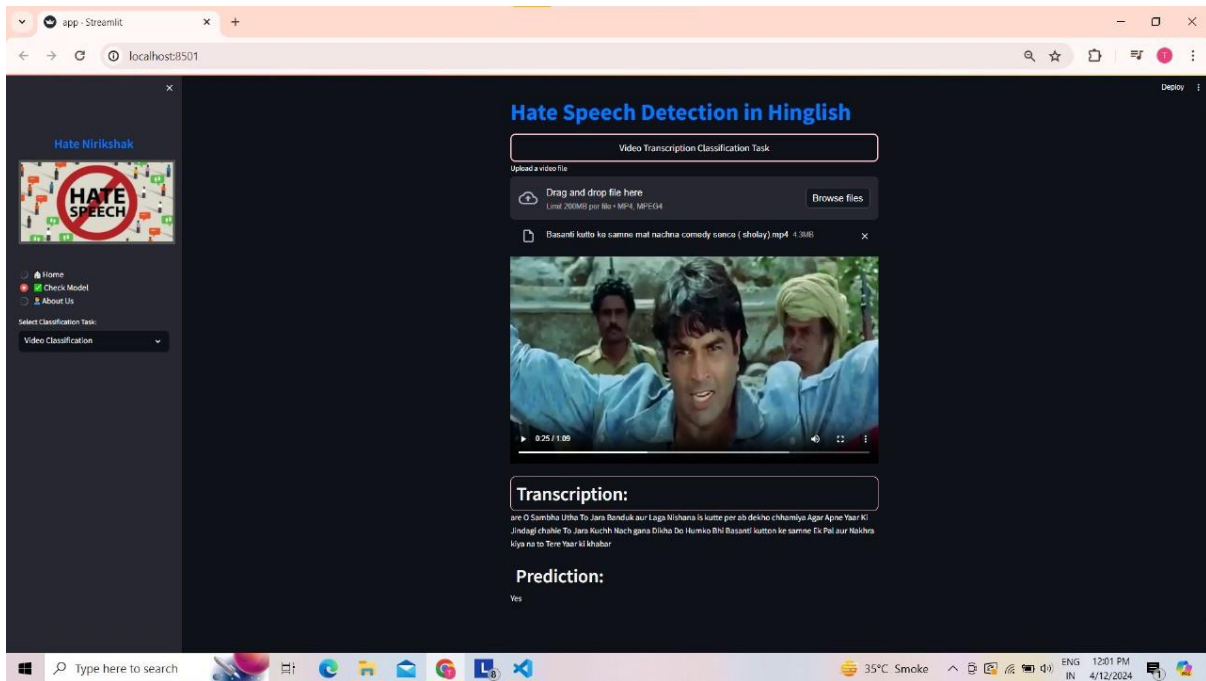 app · Streamlit
localhost:8501
T
Deploy
Hate Nirikshak
HATE
SPEECH
Home
Check Model
About Us
Select Classification Task:
Video Classification
Hate Speech Detection in Hinglish
Video Transcription Classification Task
Upload a video file
Drag and drop file here
Limit 200MB per file • MP4, MPEG4
Browse files
Basanti kutto ke samne mat nachna comedy sence ( sholay).mp4 4.3MB
0:25 / 1:09
Transcription:
are O Sambha Utha To Jara Banduk aur Laga Nishana is kutte per ab dekho chhamiya Agar Apne Yaar Ki
Jindagi chahie To Jara Kuchh Nach gana Dikha Do Humko Bhi Basanti kutton ke samne Ek Pal aur Nakhra
kiya na to Tere Yaar ki khabar
Prediction:
Yes
Type here to search
35°C Smoke
ENG
IN
12:01 PM
4/12/2024